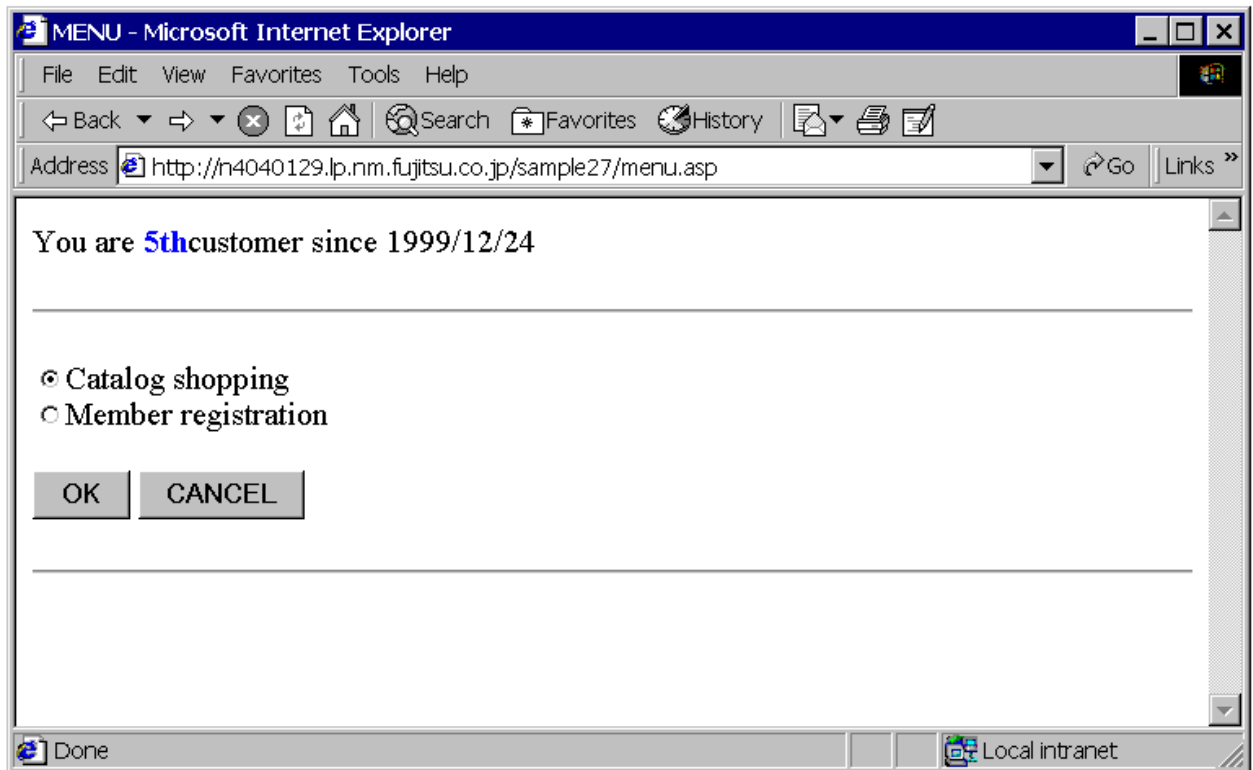 MENU - Microsoft Internet Explorer
File Edit View Favorites Tools Help
Back Search Favorites History
Address http://n4040129.lp.nm.fujitsu.co.jp/sample27/menu.asp Go Links »
You are 5thcustomer since 1999/12/24
Catalog shopping
Member registration
OK CANCEL
Done Local intranet